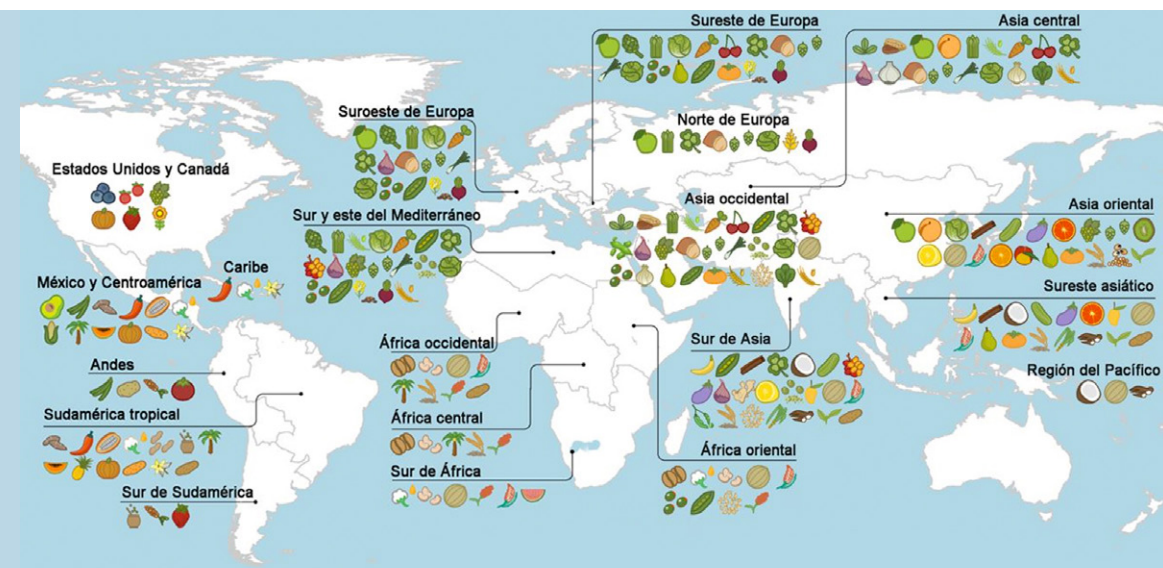 Sureste de Europa
Asia central
Suroeste de Europa
Norte de Europa
Estados Unidos y Canadá
Asia occidental
Asia oriental
Sur y este del Mediterráneo
Caribe
México y Centroamérica
Sureste asiático
África occidental
Sur de Asia
Andes
Región del Pacífico
Sudamérica tropical
África central
África oriental
Sur de África
Sur de Sudamérica